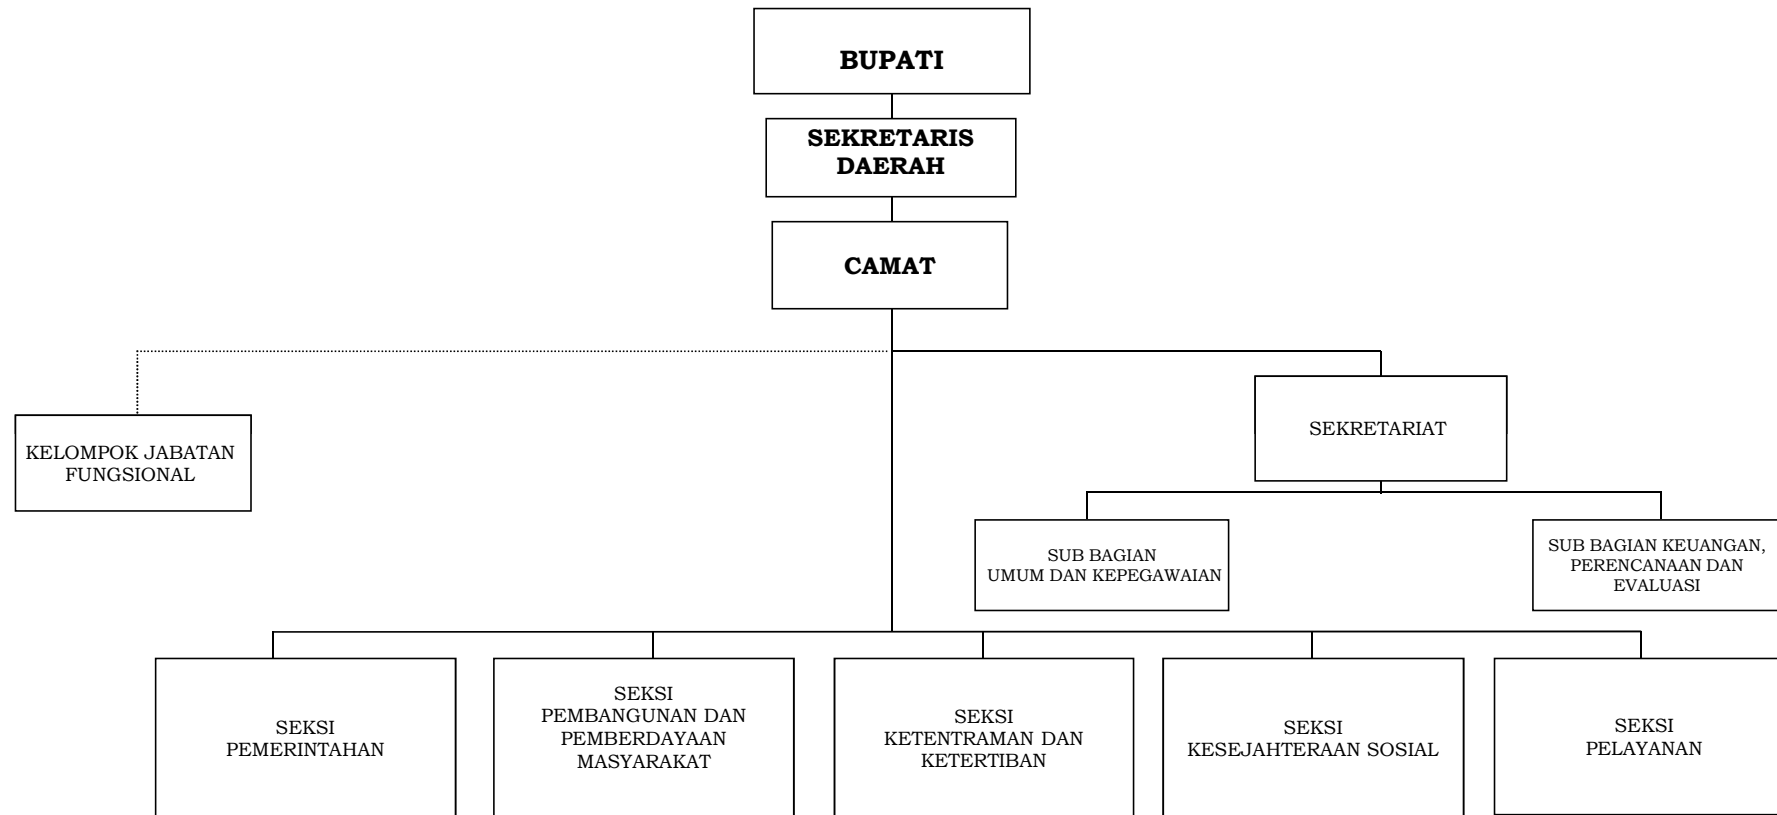 BUPATI
SEKRETARIS
DAERAH
CAMAT
KELOMPOK JABATAN
FUNGSIONAL
SEKRETARIAT
SUB BAGIAN
UMUM DAN KEPEGAWAIAN
SUB BAGIAN KEUANGAN,
PERENCANAAN DAN
EVALUASI
SEKSI
PEMERINTAHAN
SEKSI
PEMBANGUNAN DAN
PEMBERDAYAAN
MASYARAKAT
SEKSI
KETENTRAMAN DAN
KETERTIBAN
SEKSI
KESEJAHTERAAN SOSIAL
SEKSI
PELAYANAN